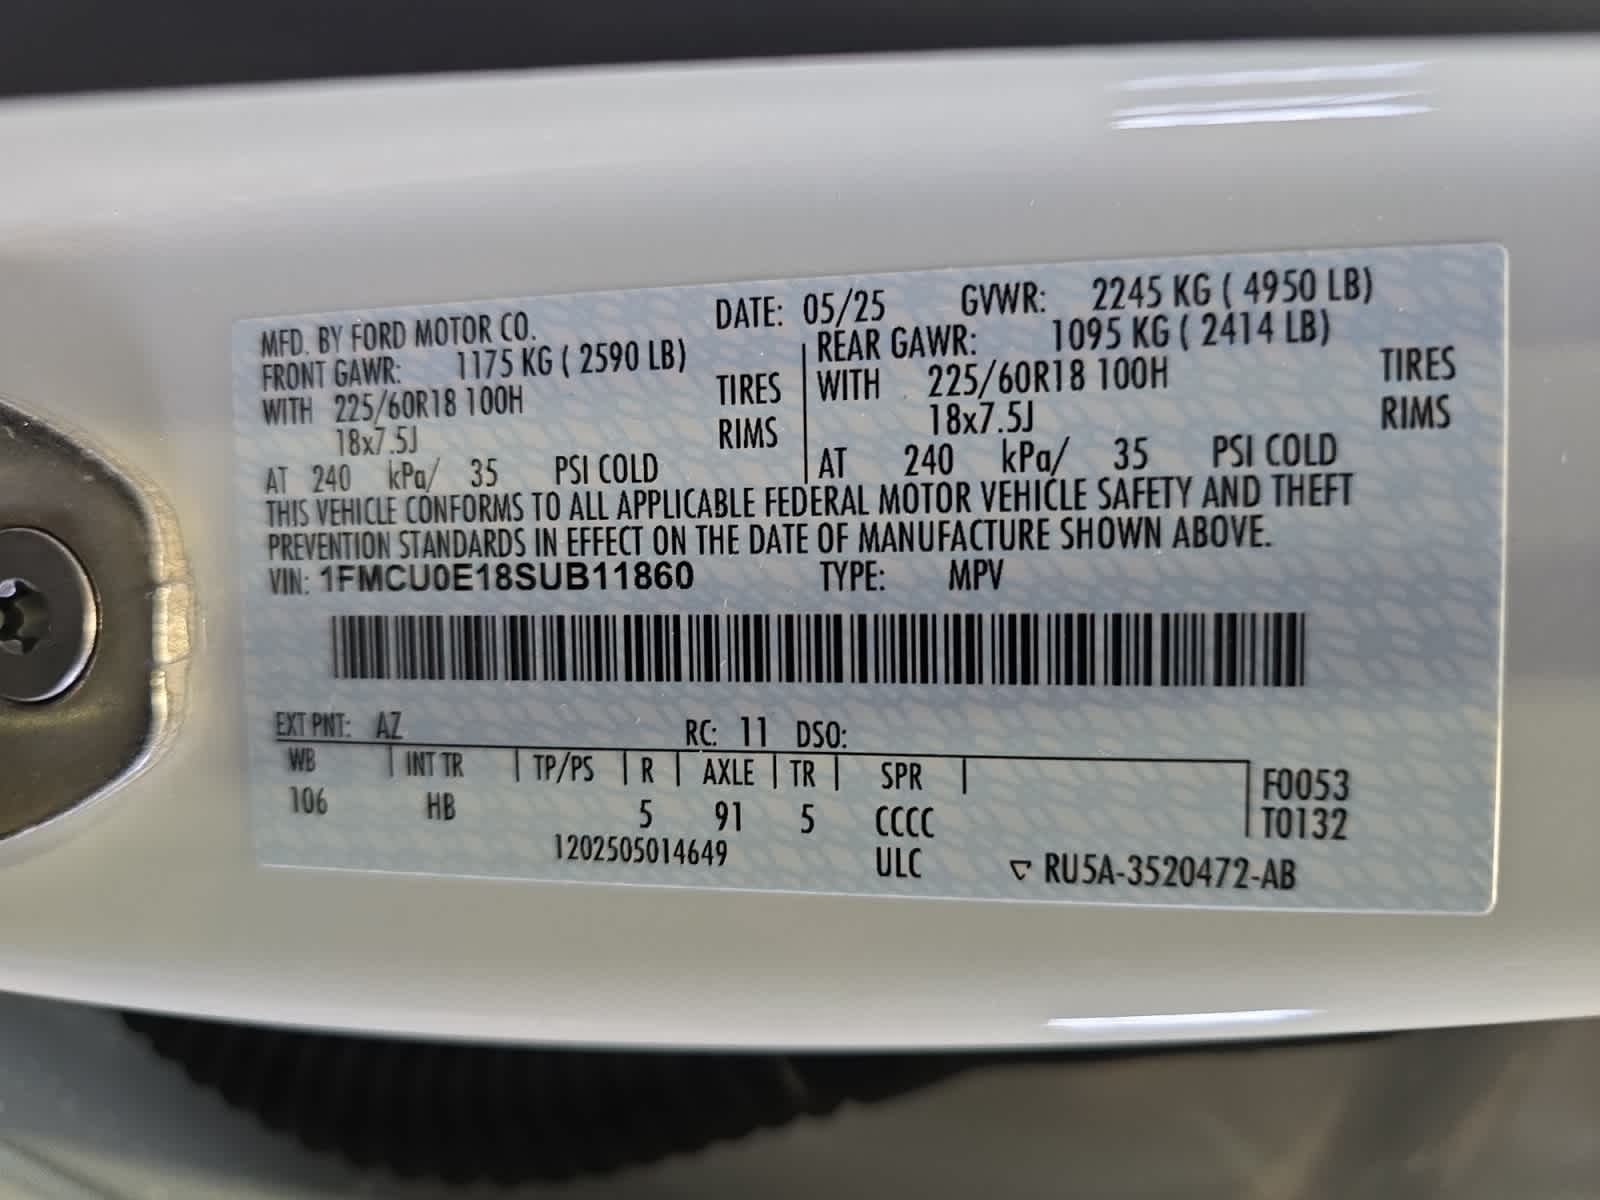 MFD. BY FORD MOTOR CO. DATE: 05/25 GVWR: 2245 KG ( 4950 LB)
FRONT GAWR: 1175 KG ( 2590 LB) REAR GAWR: 1095 KG ( 2414 LB)
WITH 225/60R18 100H TIRES WITH 225/60R18 100H TIRES
18x7.5J RIMS 18x7.5J RIMS
AT 240 kPa/ 35 PSI COLD AT 240 kPa/ 35 PSI COLD
THIS VEHICLE CONFORMS TO ALL APPLICABLE FEDERAL MOTOR VEHICLE SAFETY AND THEFT
PREVENTION STANDARDS IN EFFECT ON THE DATE OF MANUFACTURE SHOWN ABOVE.
VIN: 1FMCU0E18SUB11860 TYPE: MPV
EXT PNT: AZ RC: 11 DSO:
WB | INT TR | TP/PS | R | AXLE | TR | SPR | F0053
106 HB 5 91 5 CCCC T0132
1202505014649 ULC RU5A-3520472-AB